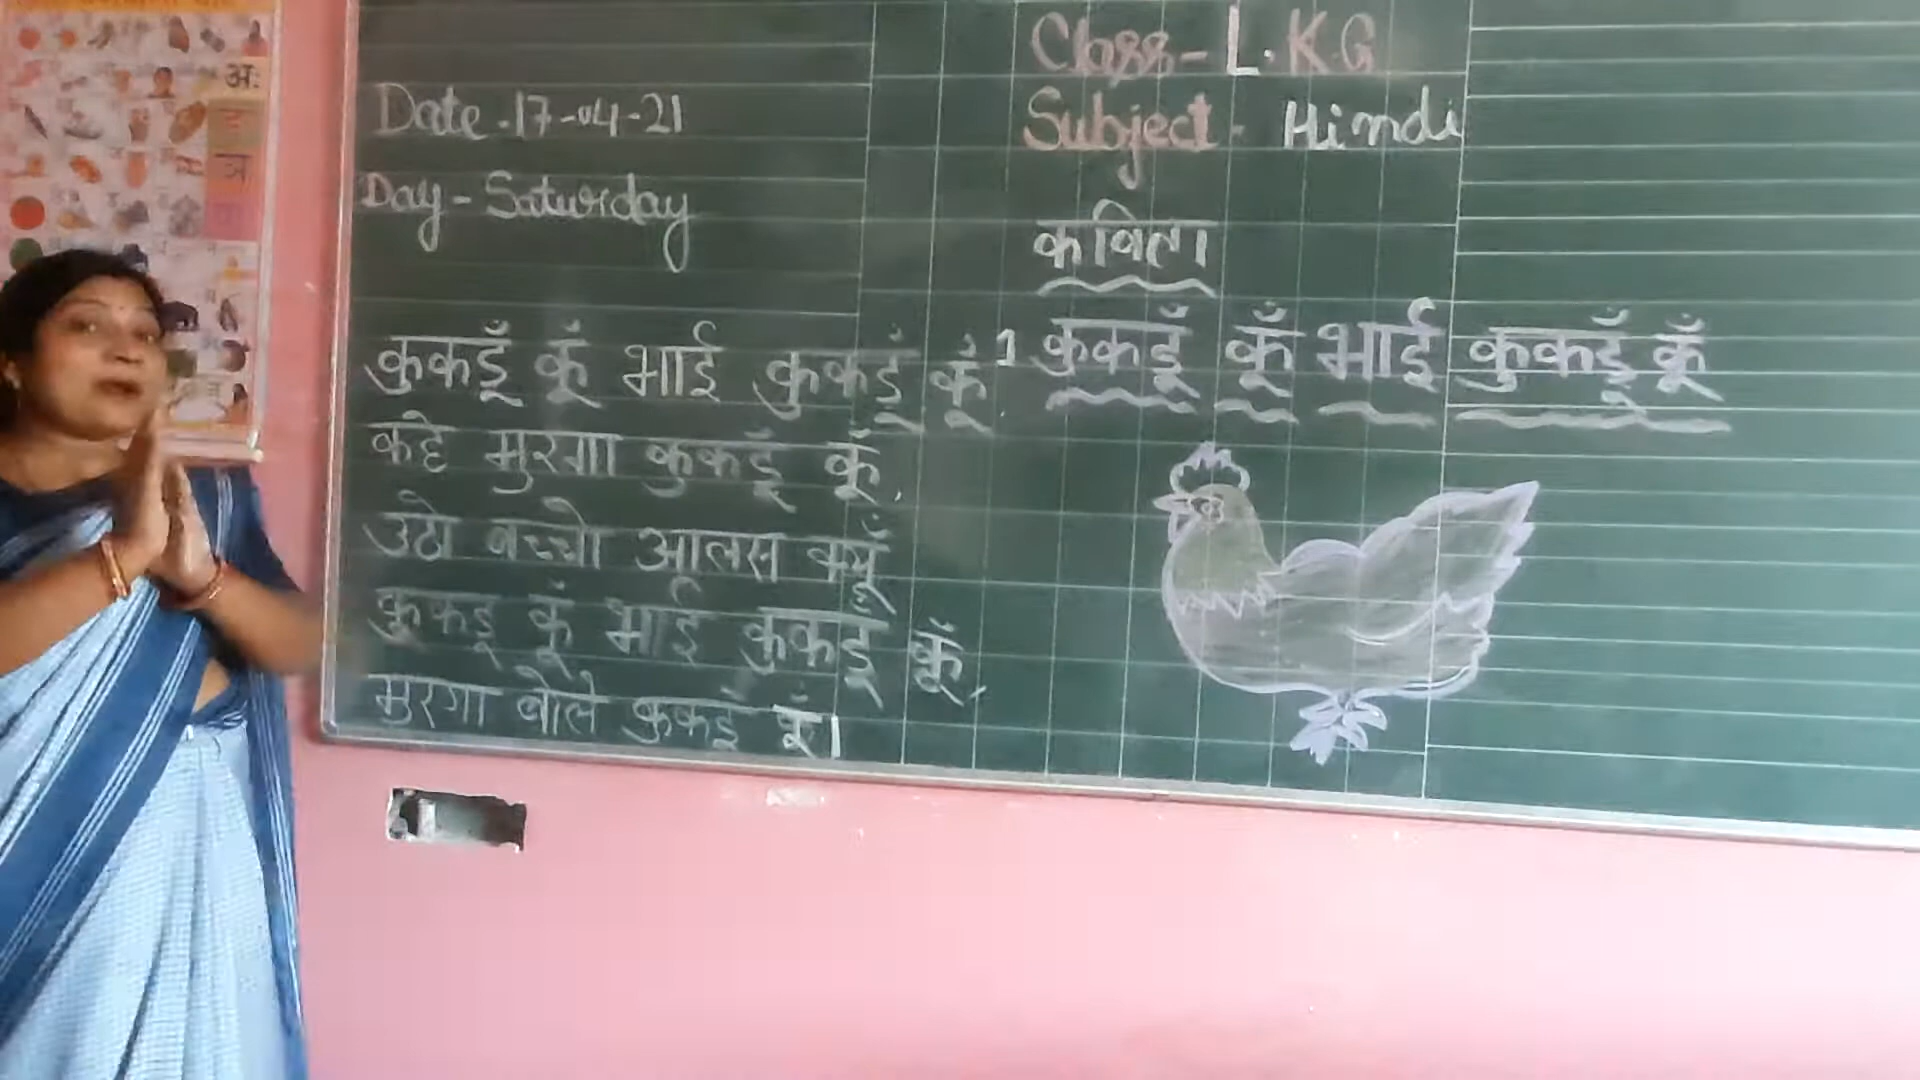 Class - L.K.G
Subject - Hindi
Date - 17-04-21
Day - Saturday
कविता
1 कुकडूँ कूँ भाई कुकडूँ कूँ
कुकडूँ कूँ भाई कुकडूं कूं
कहे मुरगा कुकडूँ कूँ,
उठो बच्चो आलस क्यूँ
कुकडू कूं भाई कुकडूँ कूँ,
मुरगा बोले कुकडूं कूँ।
अः